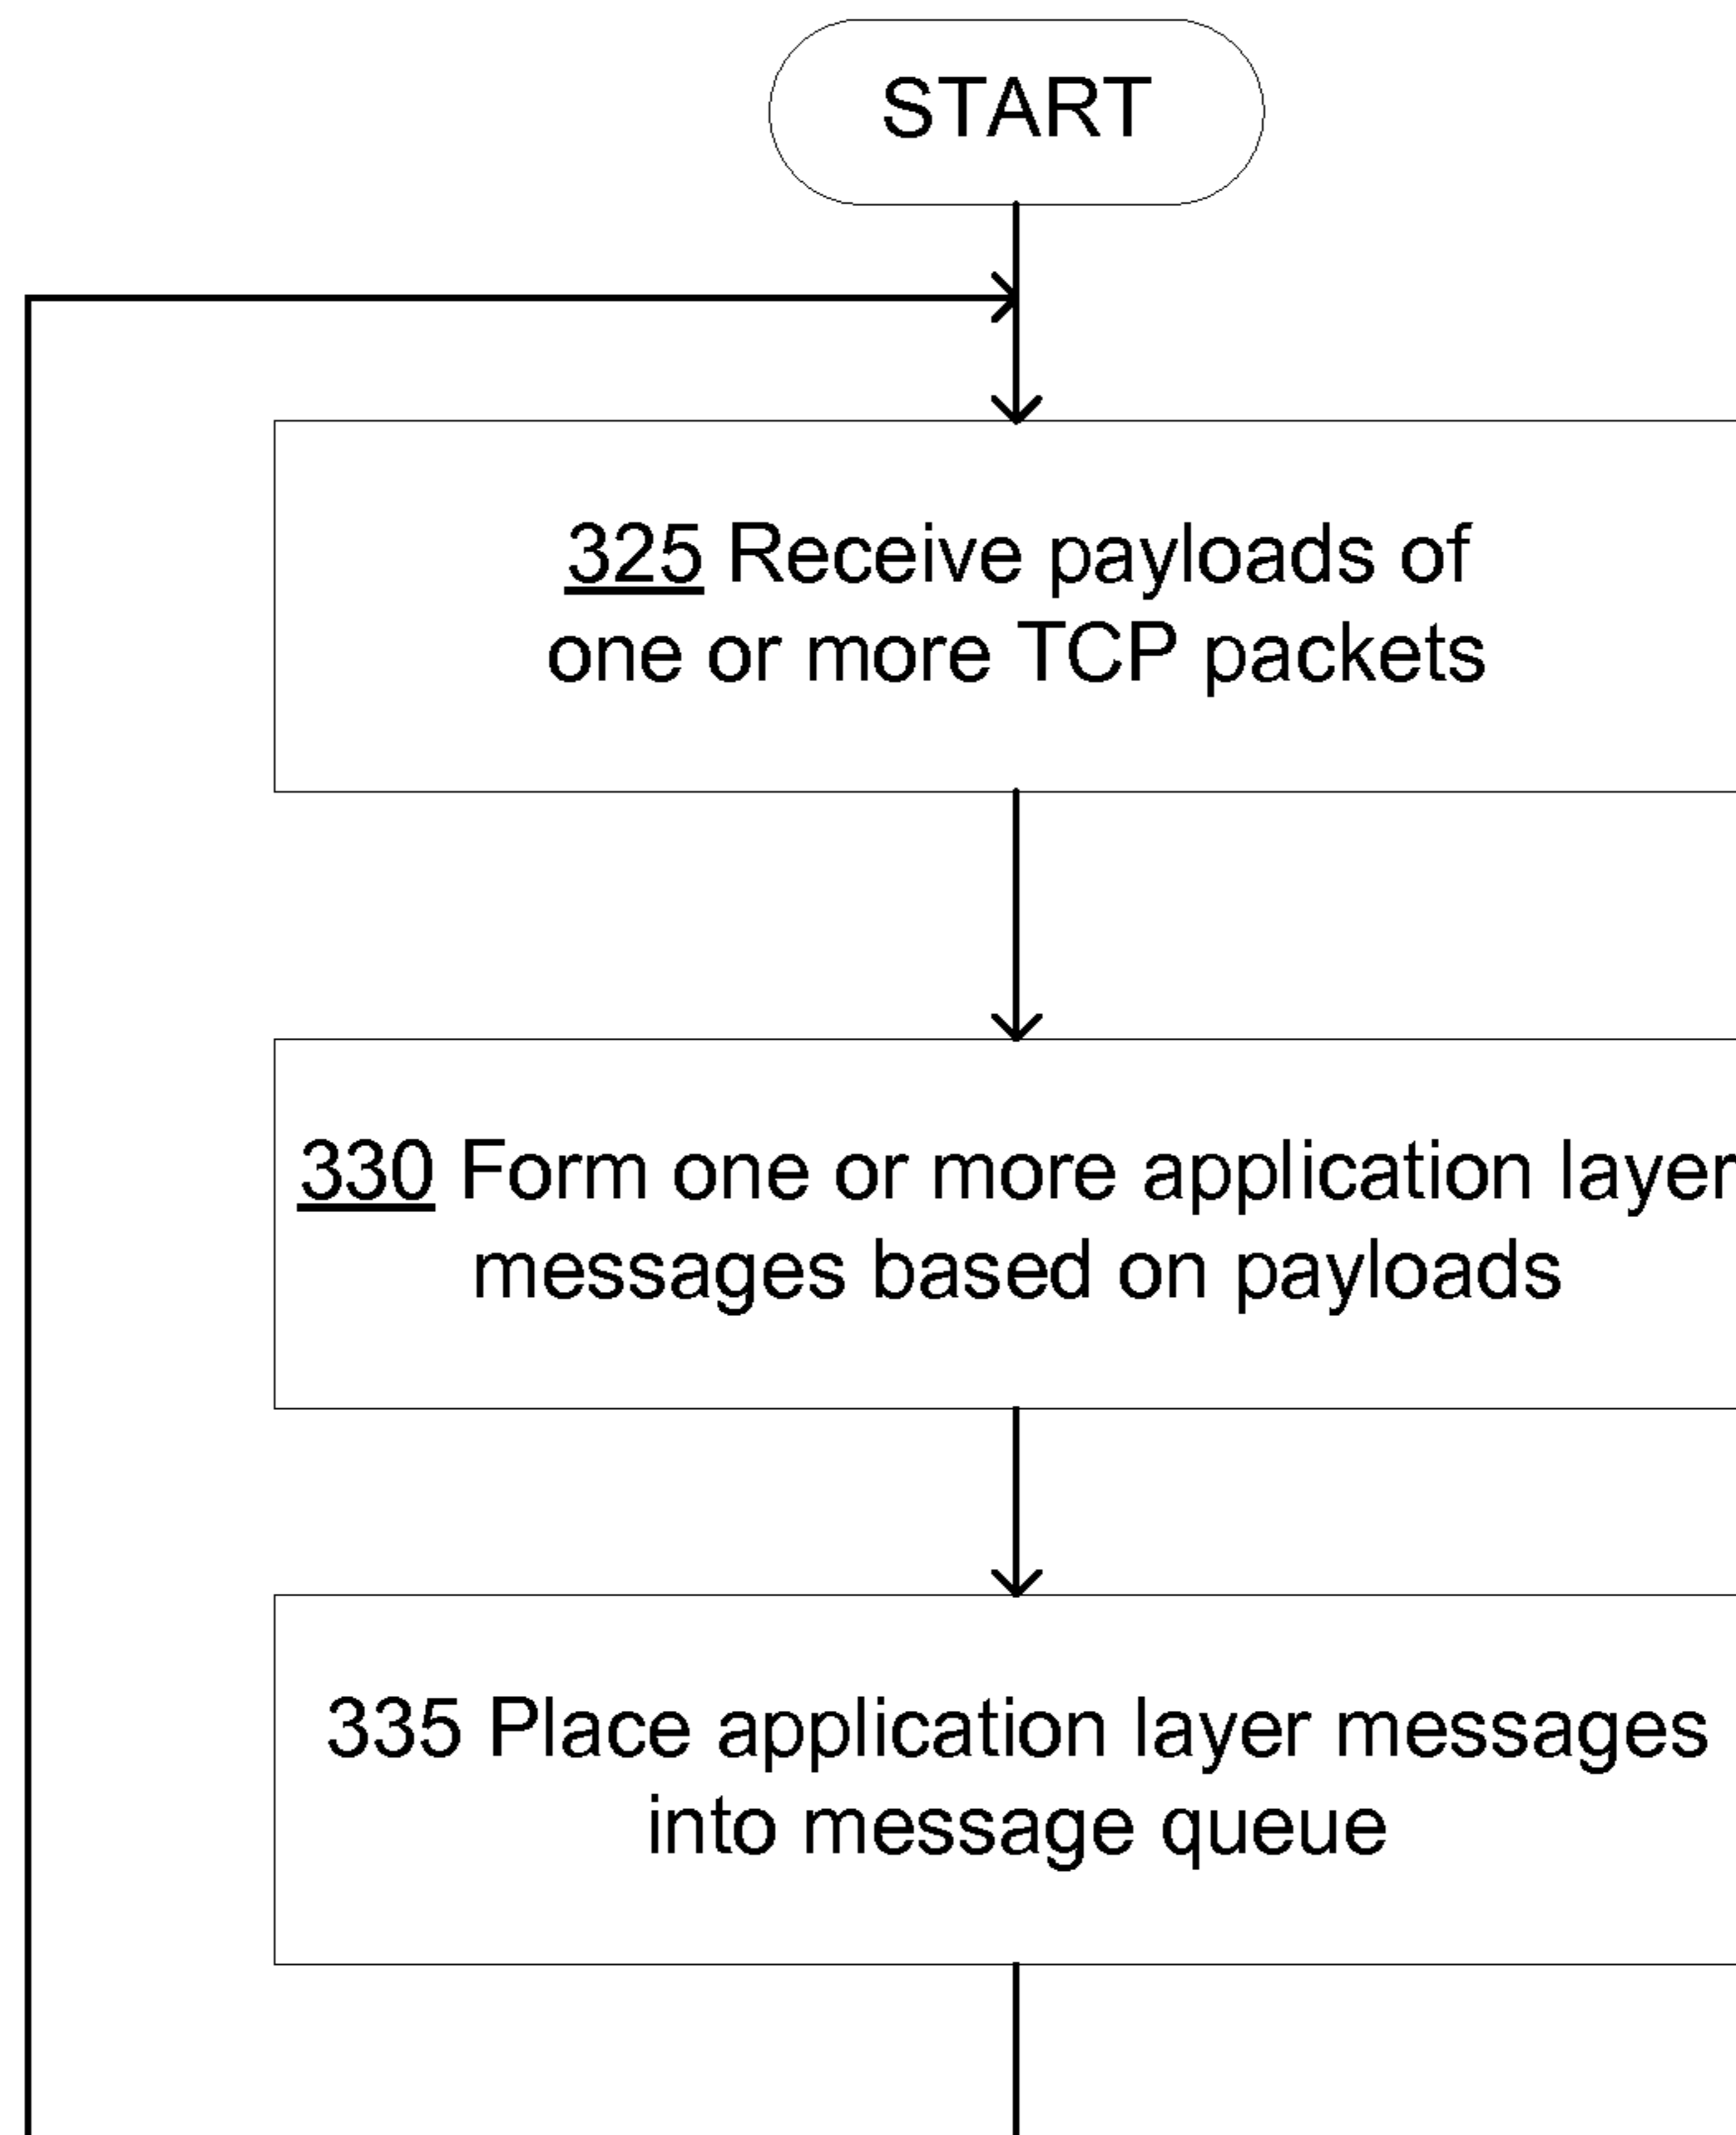 START
325 Receive payloads of
one or more TCP packets
330 Form one or more application layer
messages based on payloads
335 Place application layer messages
into message queue